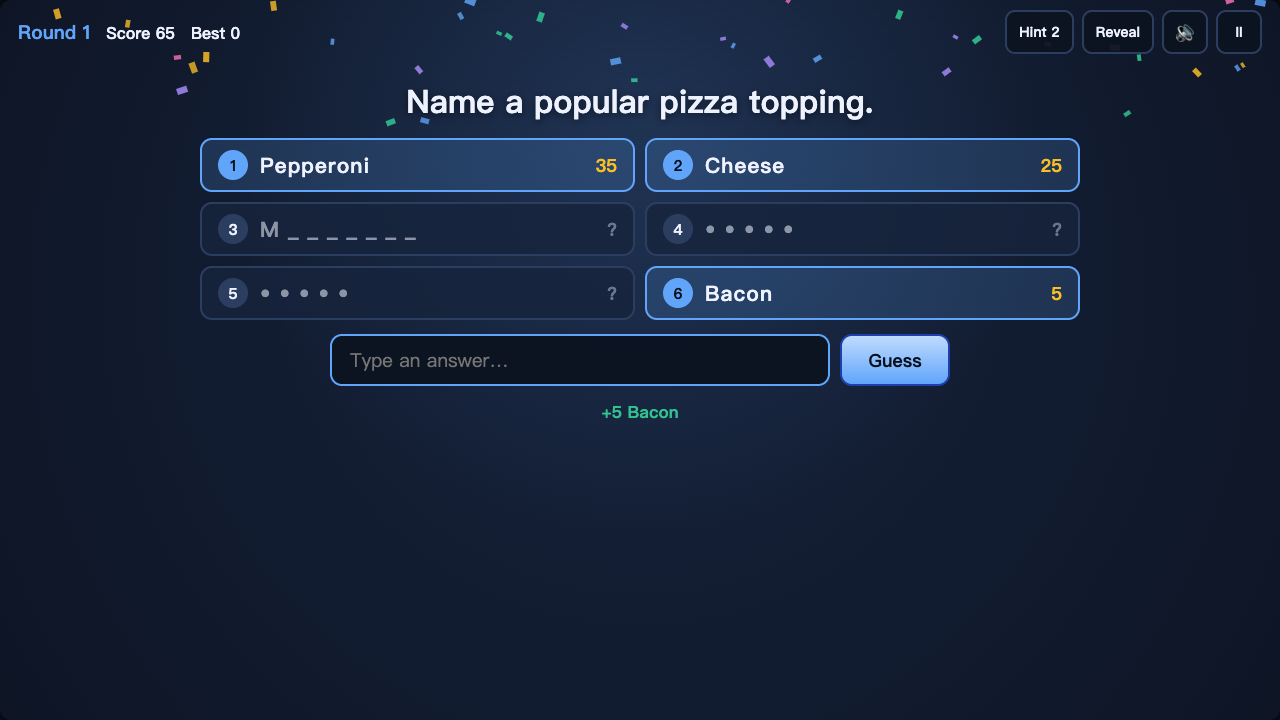 Round 1 Score 65 Best 0
Hint 2
Reveal
Name a popular pizza topping.
1 Pepperoni 35
2 Cheese 25
3 M _ _ _ _ _ _ _ ?
4 • • • • • ?
5 • • • • • ?
6 Bacon 5
Type an answer...
Guess
+5 Bacon